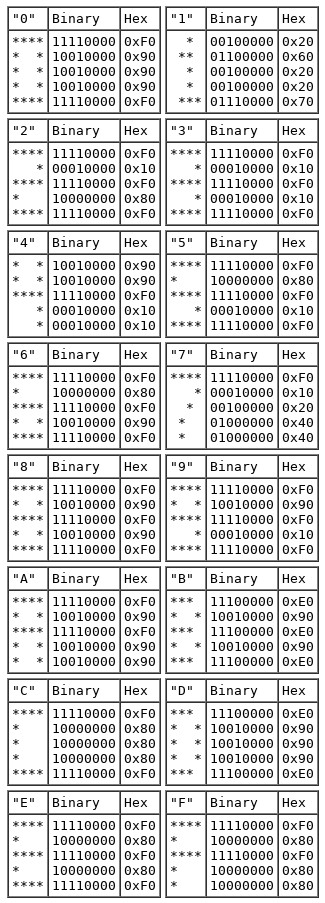 "0" Binary Hex "1" Binary Hex
**** 11110000 0xF0   *  00100000 0x20
*  * 10010000 0x90  **  01100000 0x60
*  * 10010000 0x90   *  00100000 0x20
*  * 10010000 0x90   *  00100000 0x20
**** 11110000 0xF0  *** 01110000 0x70
"2" Binary Hex "3" Binary Hex
**** 11110000 0xF0 **** 11110000 0xF0
   * 00010000 0x10    * 00010000 0x10
**** 11110000 0xF0 **** 11110000 0xF0
*    10000000 0x80    * 00010000 0x10
**** 11110000 0xF0 **** 11110000 0xF0
"4" Binary Hex "5" Binary Hex
*  * 10010000 0x90 **** 11110000 0xF0
*  * 10010000 0x90 *    10000000 0x80
**** 11110000 0xF0 **** 11110000 0xF0
   * 00010000 0x10    * 00010000 0x10
   * 00010000 0x10 **** 11110000 0xF0
"6" Binary Hex "7" Binary Hex
**** 11110000 0xF0 **** 11110000 0xF0
*    10000000 0x80    * 00010000 0x10
**** 11110000 0xF0   *  00100000 0x20
*  * 10010000 0x90  *   01000000 0x40
**** 11110000 0xF0  *   01000000 0x40
"8" Binary Hex "9" Binary Hex
**** 11110000 0xF0 **** 11110000 0xF0
*  * 10010000 0x90 *  * 10010000 0x90
**** 11110000 0xF0 **** 11110000 0xF0
*  * 10010000 0x90    * 00010000 0x10
**** 11110000 0xF0 **** 11110000 0xF0
"A" Binary Hex "B" Binary Hex
**** 11110000 0xF0 ***  11100000 0xE0
*  * 10010000 0x90 *  * 10010000 0x90
**** 11110000 0xF0 ***  11100000 0xE0
*  * 10010000 0x90 *  * 10010000 0x90
*  * 10010000 0x90 ***  11100000 0xE0
"C" Binary Hex "D" Binary Hex
**** 11110000 0xF0 ***  11100000 0xE0
*    10000000 0x80 *  * 10010000 0x90
*    10000000 0x80 *  * 10010000 0x90
*    10000000 0x80 *  * 10010000 0x90
**** 11110000 0xF0 ***  11100000 0xE0
"E" Binary Hex "F" Binary Hex
**** 11110000 0xF0 **** 11110000 0xF0
*    10000000 0x80 *    10000000 0x80
**** 11110000 0xF0 **** 11110000 0xF0
*    10000000 0x80 *    10000000 0x80
**** 11110000 0xF0 *    10000000 0x80